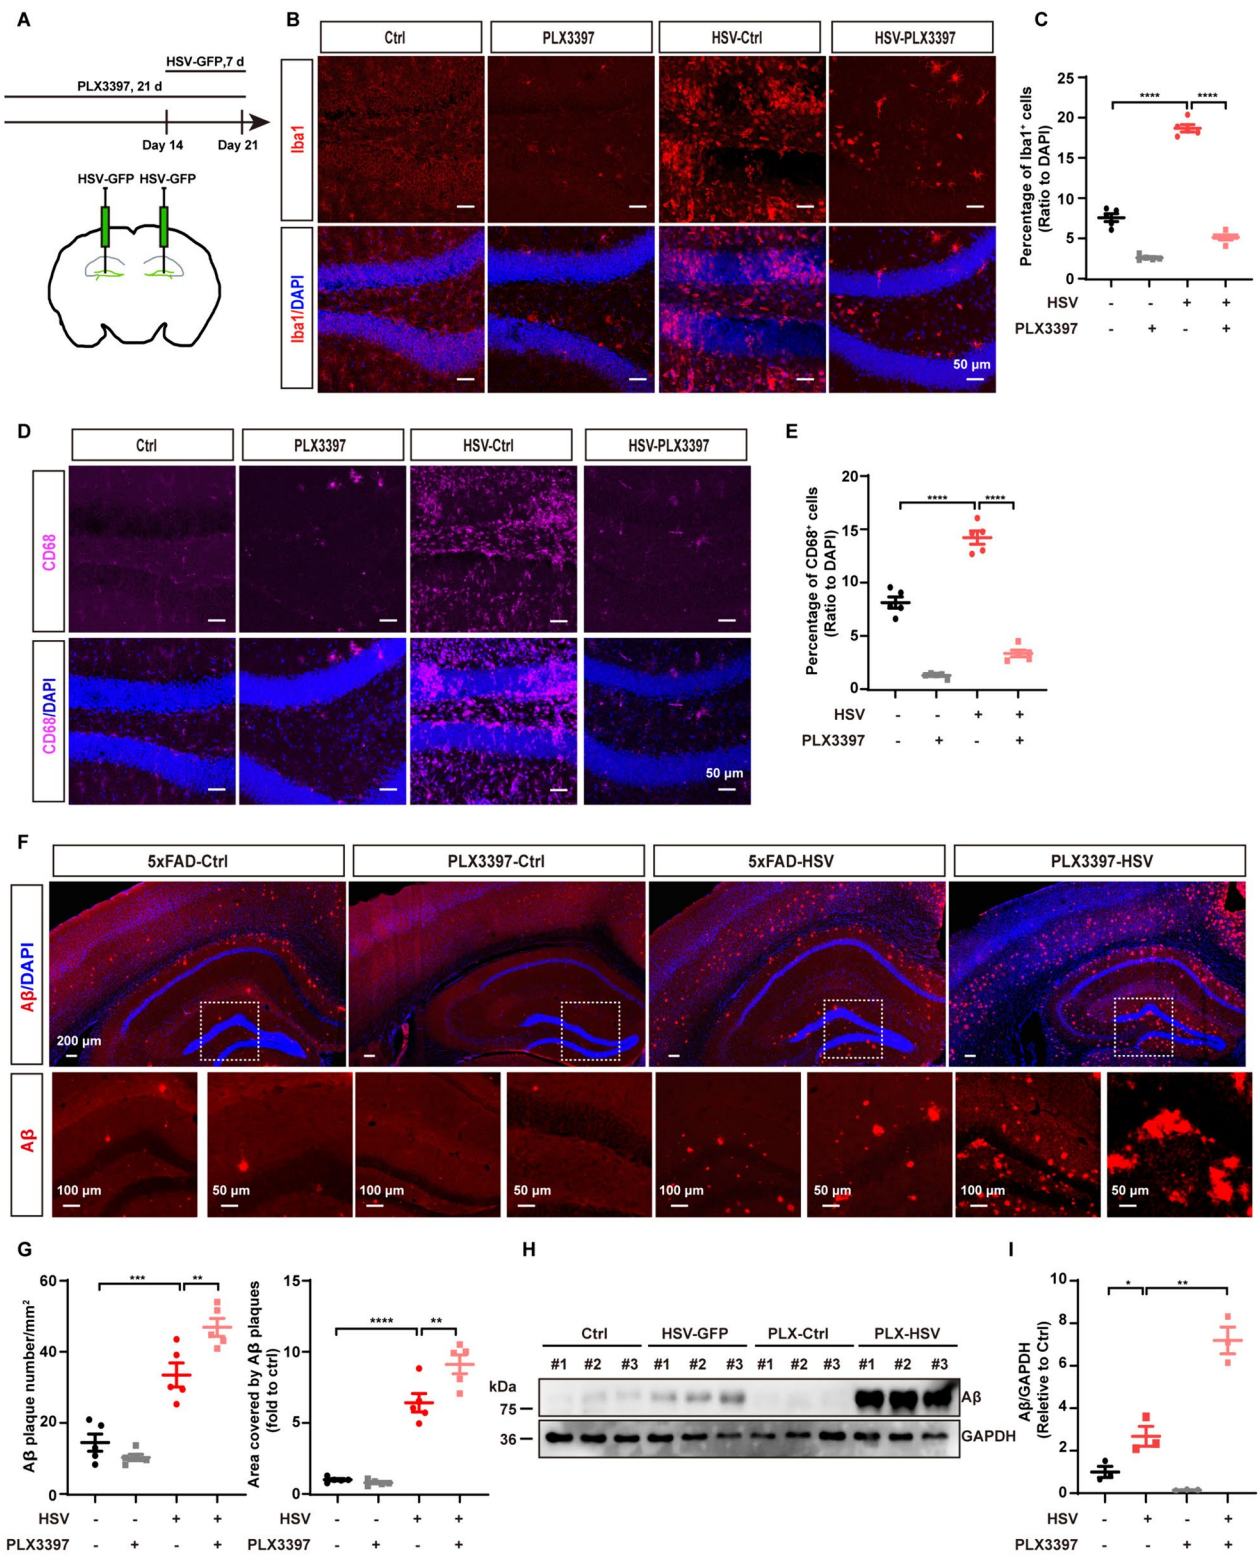 A
HSV-GFP,7 d
PLX3397, 21 d
Day 14 Day 21
HSV-GFP HSV-GFP
B
Ctrl PLX3397 HSV-Ctrl HSV-PLX3397
Iba1
Iba1/DAPI
50 μm
C
Percentage of Iba1⁺ cells
(Ratio to DAPI)
25
20
15
10
5
0
**** ****
HSV - - + +
PLX3397 - + - +
D
Ctrl PLX3397 HSV-Ctrl HSV-PLX3397
CD68
CD68/DAPI
50 μm
E
Percentage of CD68⁺ cells
(Ratio to DAPI)
20
15
10
5
0
**** ****
HSV - - + +
PLX3397 - + - +
F
5xFAD-Ctrl PLX3397-Ctrl 5xFAD-HSV PLX3397-HSV
Aβ/DAPI
200 μm
Aβ
100 μm 50 μm 100 μm 50 μm 100 μm 50 μm 100 μm 50 μm
G
Aβ plaque number/mm²
60
40
20
0
*** **
HSV - - + +
PLX3397 - + - +
Area covered by Aβ plaques
(fold to ctrl)
15
10
5
0
**** **
HSV - - + +
PLX3397 - + - +
H
Ctrl HSV-GFP PLX-Ctrl PLX-HSV
#1 #2 #3 #1 #2 #3 #1 #2 #3 #1 #2 #3
kDa
75
Aβ
36
GAPDH
I
Aβ/GAPDH
(Reletive to Ctrl)
10
8
6
4
2
0
* **
HSV - + - +
PLX3397 - - + +